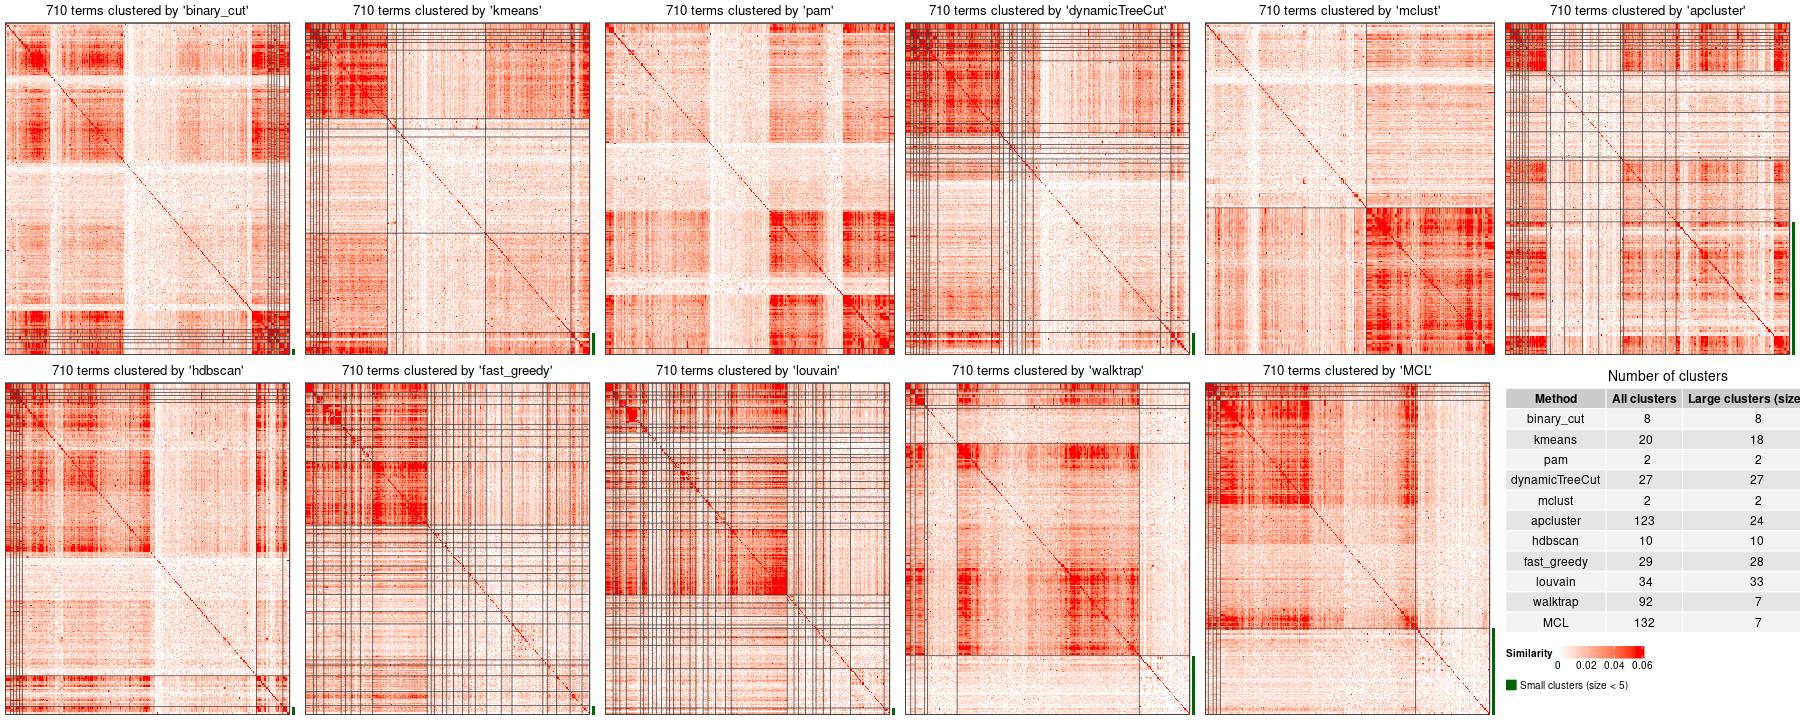 710 terms clustered by 'binary_cut'
710 terms clustered by 'kmeans'
710 terms clustered by 'pam'
710 terms clustered by 'dynamicTreeCut'
710 terms clustered by 'mclust'
710 terms clustered by 'apcluster'
710 terms clustered by 'hdbscan'
710 terms clustered by 'fast_greedy'
710 terms clustered by 'louvain'
710 terms clustered by 'walktrap'
710 terms clustered by 'MCL'
Number of clusters
Method All clusters Large clusters (size
binary_cut 8 8
kmeans 20 18
pam 2 2
dynamicTreeCut 27 27
mclust 2 2
apcluster 123 24
hdbscan 10 10
fast_greedy 29 28
louvain 34 33
walktrap 92 7
MCL 132 7
Similarity
0 0.02 0.04 0.06
Small clusters (size < 5)